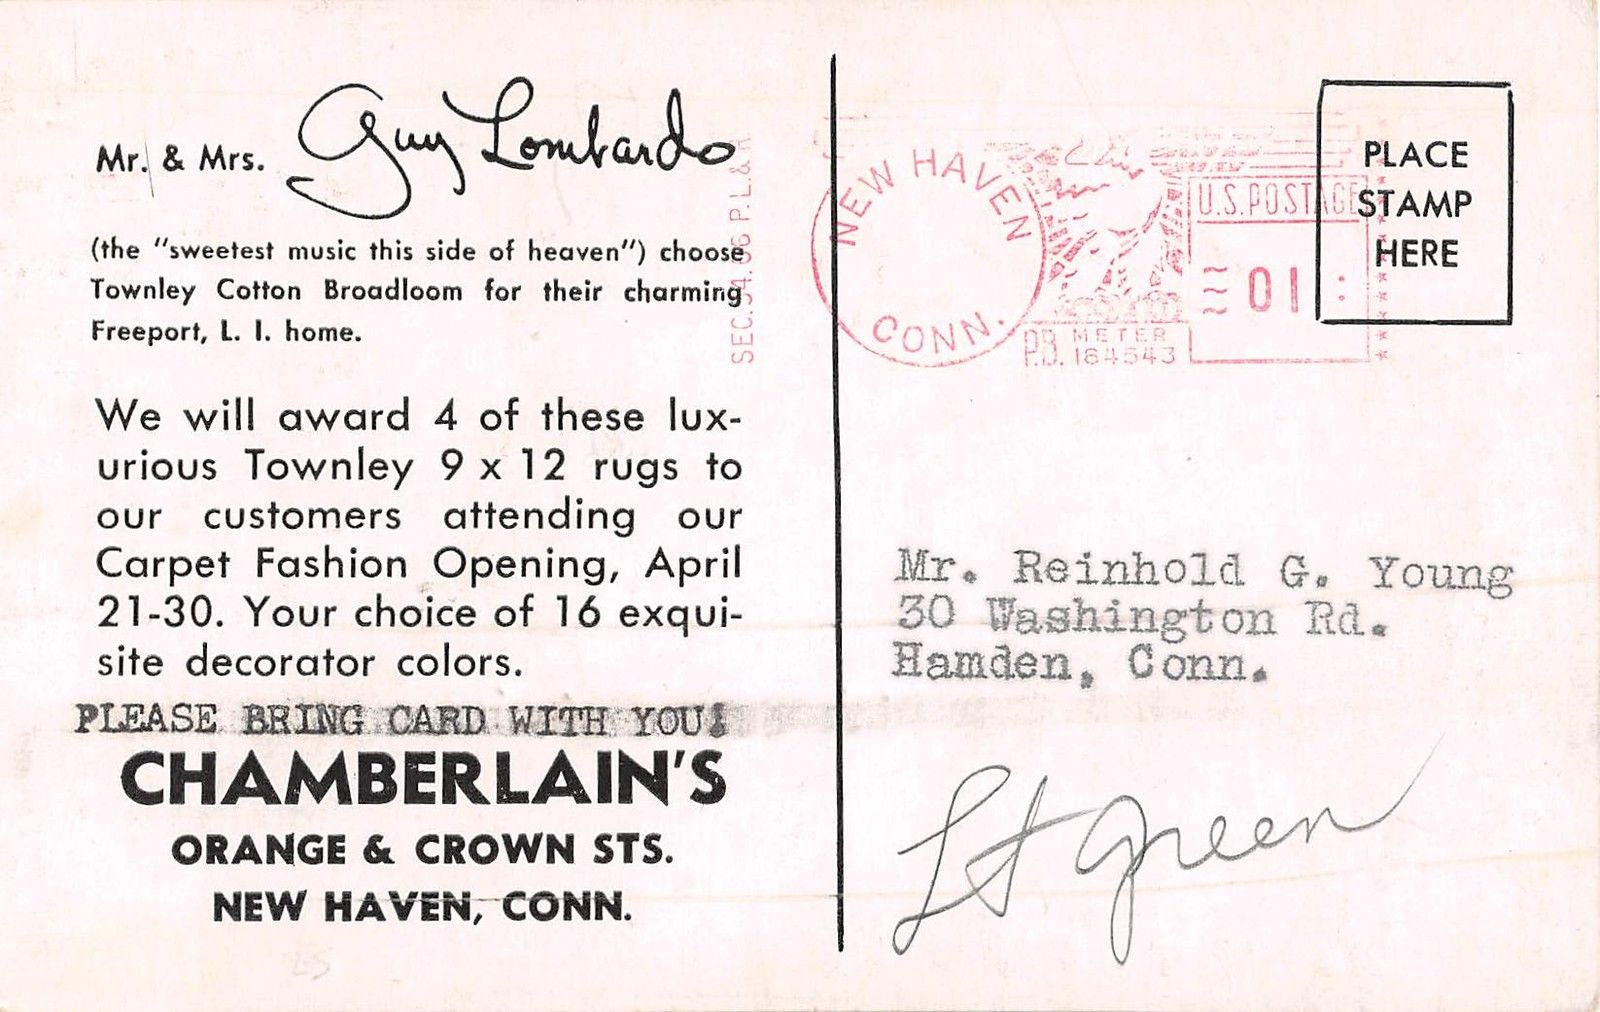 Mr. & Mrs. Guy Lombardo
(the "sweetest music this side of heaven") choose
Townley Cotton Broadloom for their charming
Freeport, L. I. home.
We will award 4 of these lux-
urious Townley 9 x 12 rugs to
our customers attending our
Carpet Fashion Opening, April
21-30. Your choice of 16 exqui-
site decorator colors.
PLEASE BRING CARD WITH YOU!
CHAMBERLAIN'S
ORANGE & CROWN STS.
NEW HAVEN, CONN.
SEC. 34.66 P. L. & R.
NEW HAVEN
CONN.
U.S. POSTAGE
01
P.B. METER
184543
PLACE
STAMP
HERE
Mr. Reinhold G. Young
30 Washington Rd.
Hamden, Conn.
Lt green